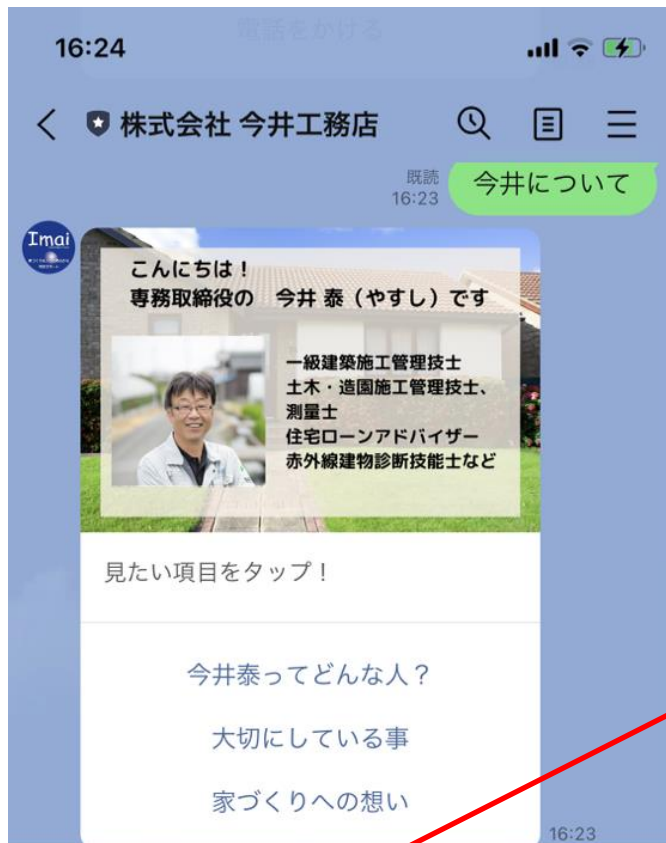 電話をかける
16:24
株式会社 今井工務店
既読
16:23
今井について
Imai
こんにちは！
専務取締役の 今井 泰（やすし）です
一級建築施工管理技士
土木・造園施工管理技士、
測量士
住宅ローンアドバイザー
赤外線建物診断技能士など
見たい項目をタップ！
今井泰ってどんな人？
大切にしている事
家づくりへの想い
16:23